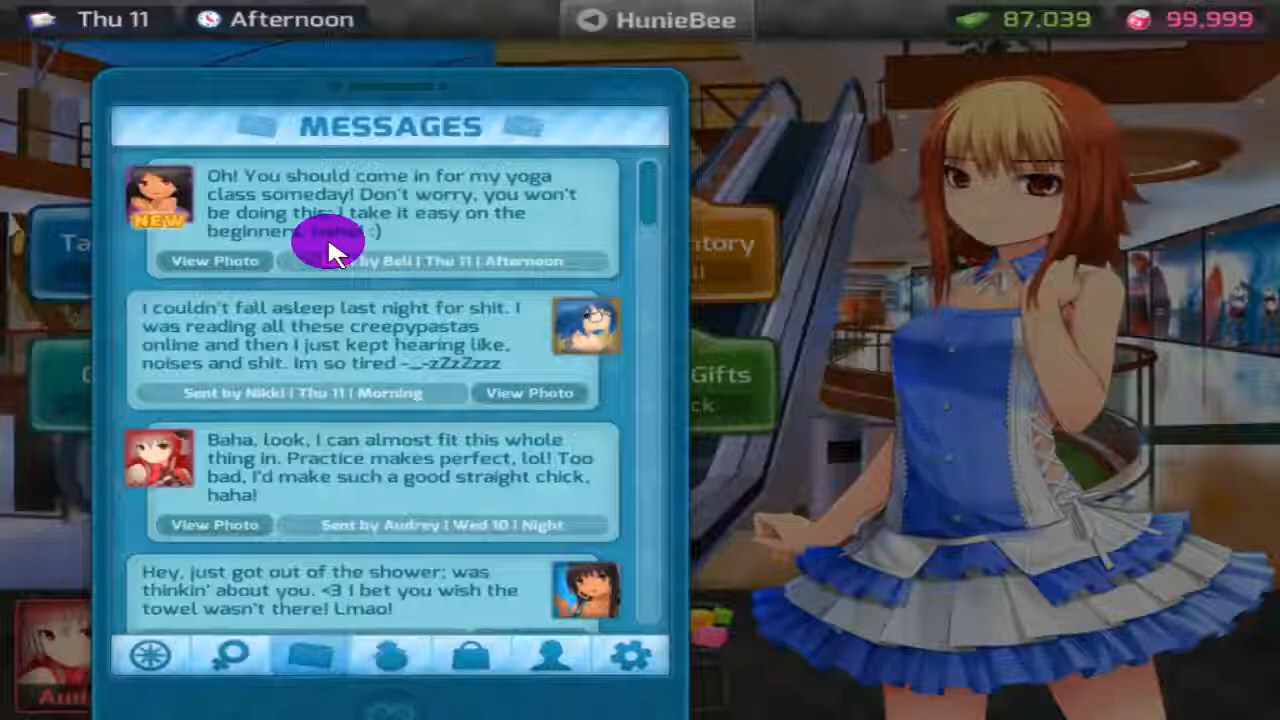 Thu 11 Afternoon HunieBee 87.039 99.999
MESSAGES
Oh! You should come in for my yoga
class someday! Don't worry, you won't
be doing this I take it easy on the
beginners :)
NEW
View Photo by Beli | Thu 11 | Afternoon
I couldn't fall asleep last night for shit. I
was reading all these creepypastas
online and then I just kept hearing like,
noises and shit. Im so tired -_-zZzZzzz
Sent by Nikki | Thu 11 | Morning View Photo
Baha, look, I can almost fit this whole
thing in. Practice makes perfect, lol! Too
bad, I'd make such a good straight chick,
haha!
View Photo Sent by Audrey | Wed 10 | Night
Hey, just got out of the shower; was
thinkin' about you. <3 I bet you wish the
towel wasn't there! Lmao!
Ta
Gifts